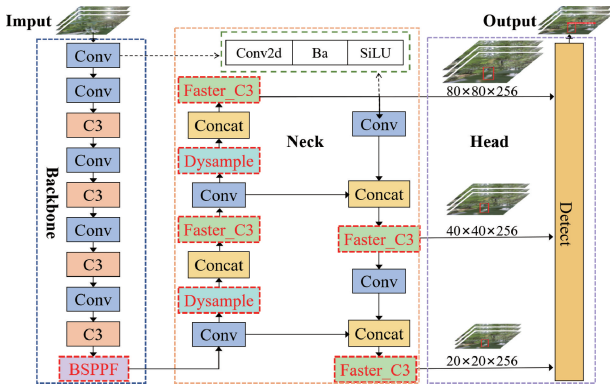 Imput
Output
Conv
Conv
C3
Conv
C3
Conv
C3
Conv
C3
BSPPF
Backbone
Conv2d
Ba
SiLU
Faster_C3
Concat
Dysample
Conv
Faster_C3
Concat
Dysample
Conv
Neck
Conv
Concat
Faster_C3
Conv
Concat
Faster_C3
Head
80×80×256
40×40×256
20×20×256
Detect